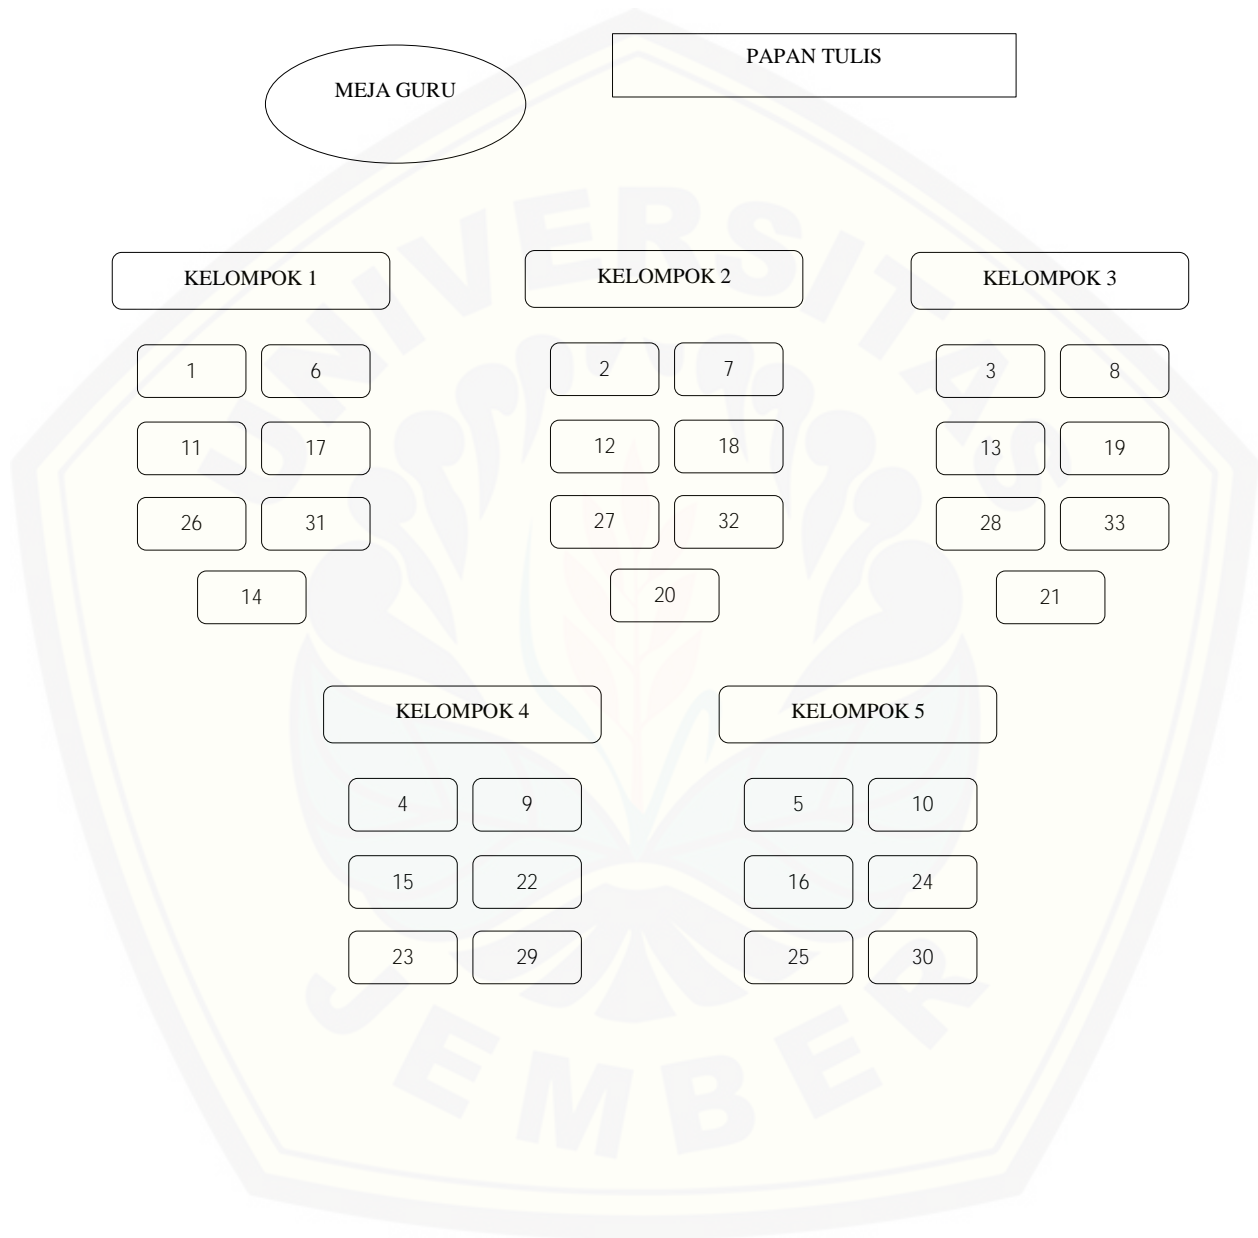 PAPAN TULIS
MEJA GURU
KELOMPOK 1
KELOMPOK 2
KELOMPOK 3
1 6
2 7
3 8
11 17
12 18
13 19
26 31
27 32
28 33
14
20
21
KELOMPOK 4
KELOMPOK 5
4 9
5 10
15 22
16 24
23 29
25 30
UNIVERSITAS
JEMBER